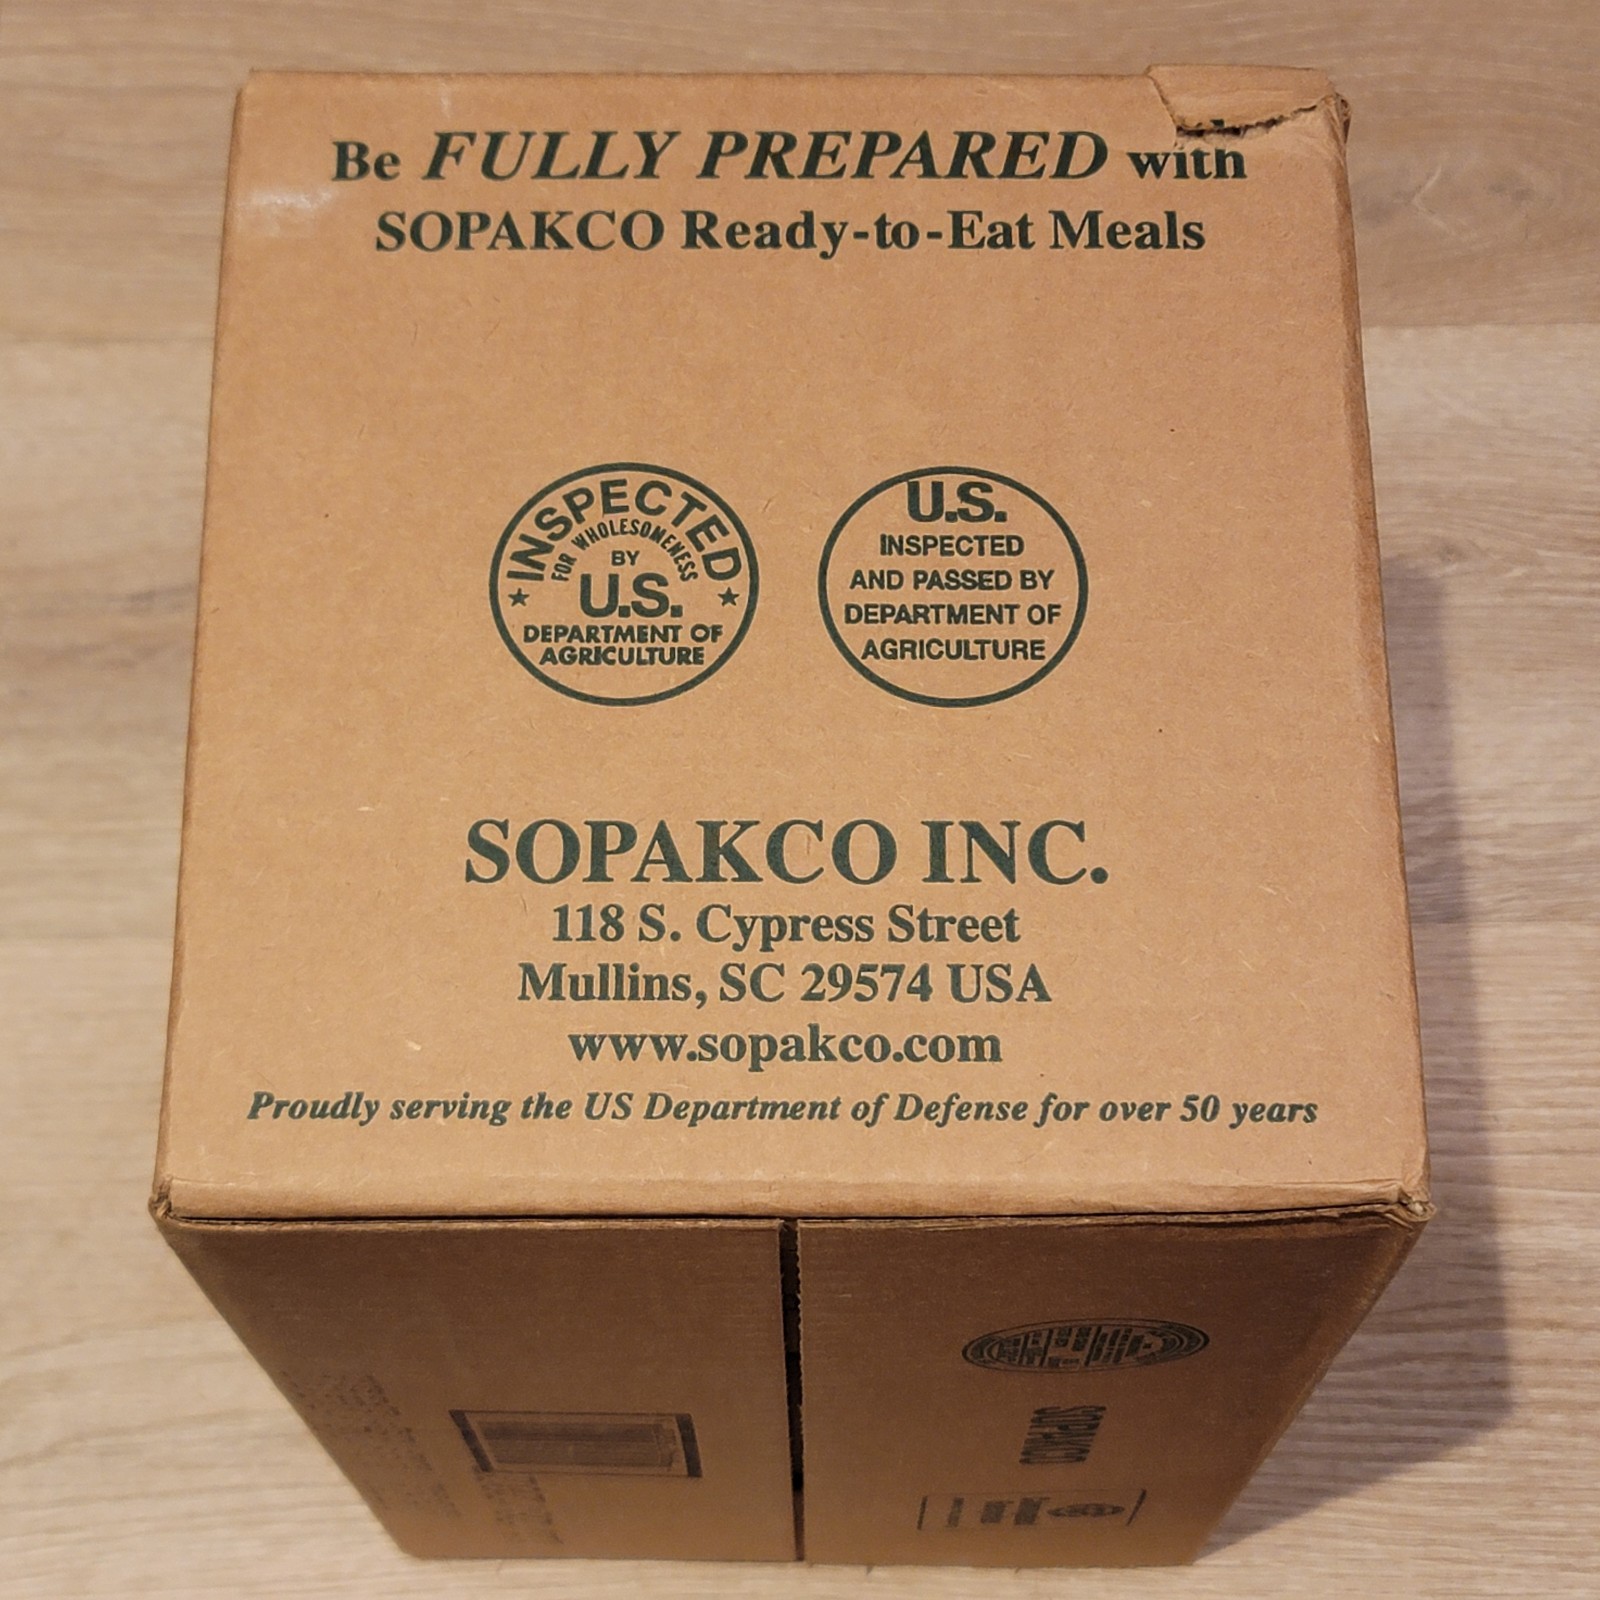 Be FULLY PREPARED with
SOPAKCO Ready-to-Eat Meals
INSPECTED
FOR WHOLESOMENESS
BY
U.S.
DEPARTMENT OF
AGRICULTURE
U.S.
INSPECTED
AND PASSED BY
DEPARTMENT OF
AGRICULTURE
SOPAKCO INC.
118 S. Cypress Street
Mullins, SC 29574 USA
www.sopakco.com
Proudly serving the US Department of Defense for over 50 years
SOPAKCO